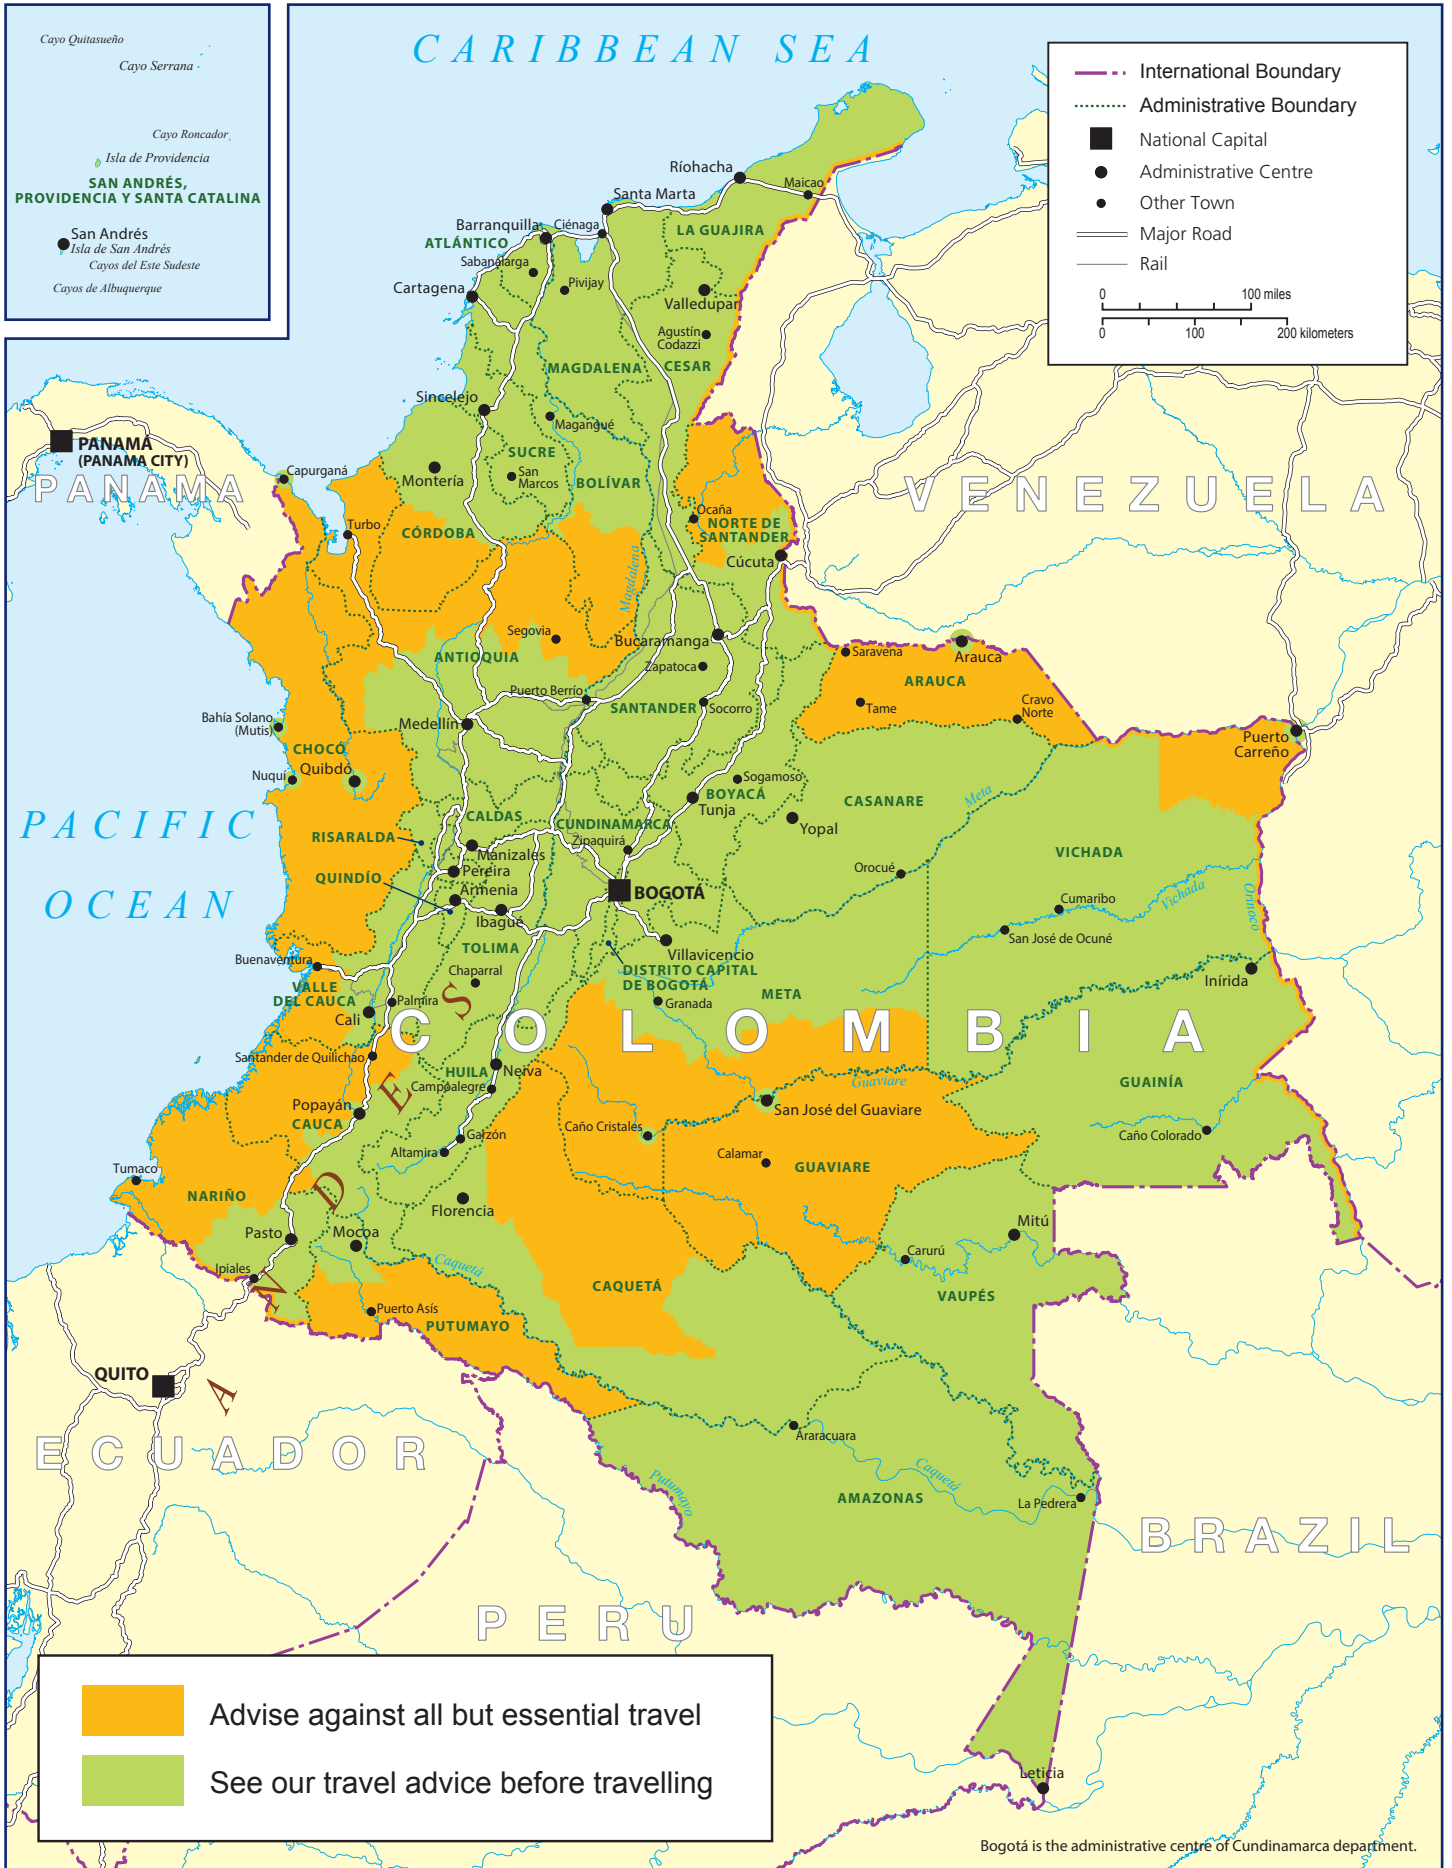 Cayo Quitasueño
Cayo Serrana
Cayo Roncador
Isla de Providencia
SAN ANDRÉS,
PROVIDENCIA Y SANTA CATALINA
San Andrés
Isla de San Andrés
Cayos del Este Sudeste
Cayos de Albuquerque
CARIBBEAN SEA
International Boundary
Administrative Boundary
National Capital
Administrative Centre
Other Town
Major Road
Rail
0 100 miles
0 100 200 kilometers
Ríohacha
Maicao
Santa Marta
Barranquilla
Ciénaga
ATLÁNTICO
LA GUAJIRA
Sabanalarga
Pivijay
Cartagena
Valledupar
Agustín
Codazzi
MAGDALENA
CESAR
Sincelejo
Magangué
PANAMÁ
(PANAMA CITY)
PANAMA
SUCRE
Capurganá
Montería
San
Marcos
BOLÍVAR
VENEZUELA
Ocaña
Turbo
CÓRDOBA
NORTE DE
SANTANDER
Cúcuta
Magdalena
Segovia
Bucaramanga
ANTIOQUIA
Zapatoca
Saravena
Arauca
ARAUCA
Puerto Berrío
SANTANDER
Socorro
Tame
Cravo
Norte
Bahía Solano
(Mutis)
Medellín
Puerto
Carreño
CHOCÓ
Quibdó
Nuquí
Sogamoso
BOYACÁ
Tunja
CASANARE
Meta
PACIFIC
OCEAN
CALDAS
CUNDINAMARCA
Yopal
RISARALDA
Zipaquirá
Manizales
VICHADA
Pereira
Orocué
QUINDÍO
Armenia
BOGOTÁ
Vichada
Orinoco
Ibagué
Cumaribo
TOLIMA
San José de Ocuné
Buenaventura
Villavicencio
Chaparral
DISTRITO CAPITAL
DE BOGOTÁ
Inírida
VALLE
DEL CAUCA
Palmira
META
Granada
Cali
COLOMBIA
Santander de Quilichao
HUILA
Neiva
Campoalegre
Guaviare
GUAINÍA
Popayán
CAUCA
San José del Guaviare
Caño Cristales
Garzón
Caño Colorado
Altamira
Calamar
GUAVIARE
Tumaco
NARIÑO
Florencia
Mitú
Pasto
Mocoa
Carurú
Ipiales
Caquetá
CAQUETÁ
VAUPÉS
Puerto Asís
PUTUMAYO
ANDES
QUITO
ECUADOR
Araracuara
Putumayo
Caquetá
AMAZONAS
La Pedrera
BRAZIL
PERU
Advise against all but essential travel
See our travel advice before travelling
Leticia
Bogotá is the administrative centre of Cundinamarca department.